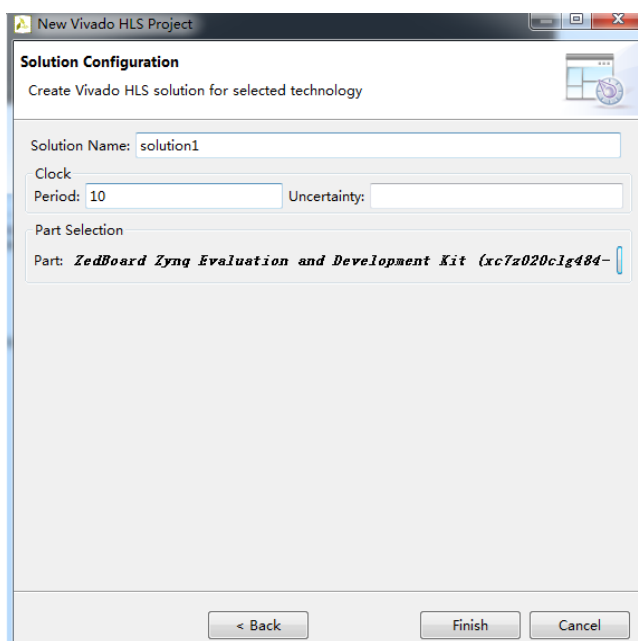 New Vivado HLS Project
Solution Configuration
Create Vivado HLS solution for selected technology
Solution Name: solution1
Clock
Period: 10 Uncertainty:
Part Selection
Part: ZedBoard Zynq Evaluation and Development Kit (xc7z020clg484-
< Back Finish Cancel